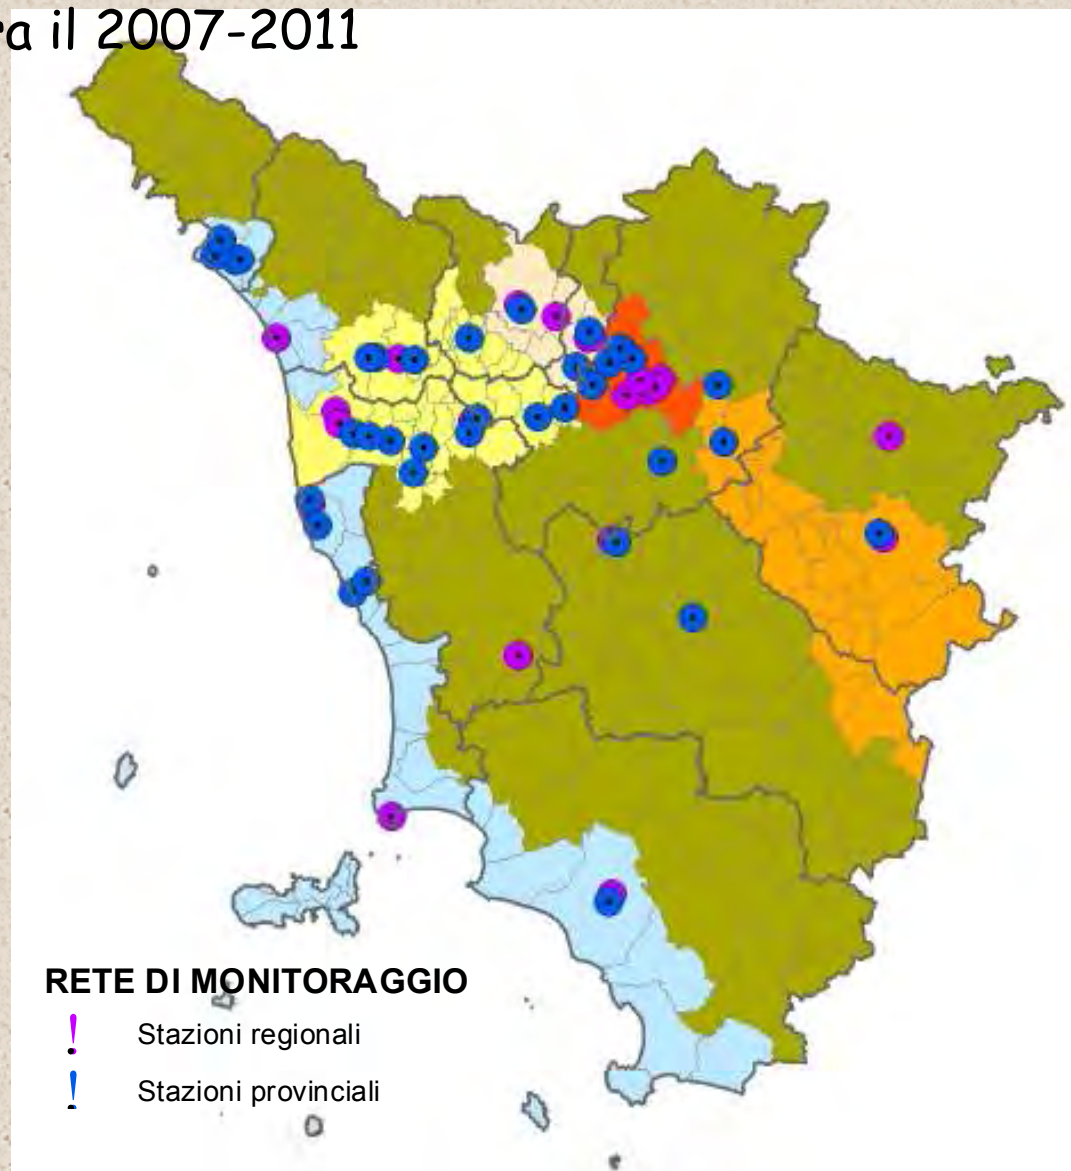 a il 2007-2011
RETE DI MONITORAGGIO
! Stazioni regionali
! Stazioni provinciali